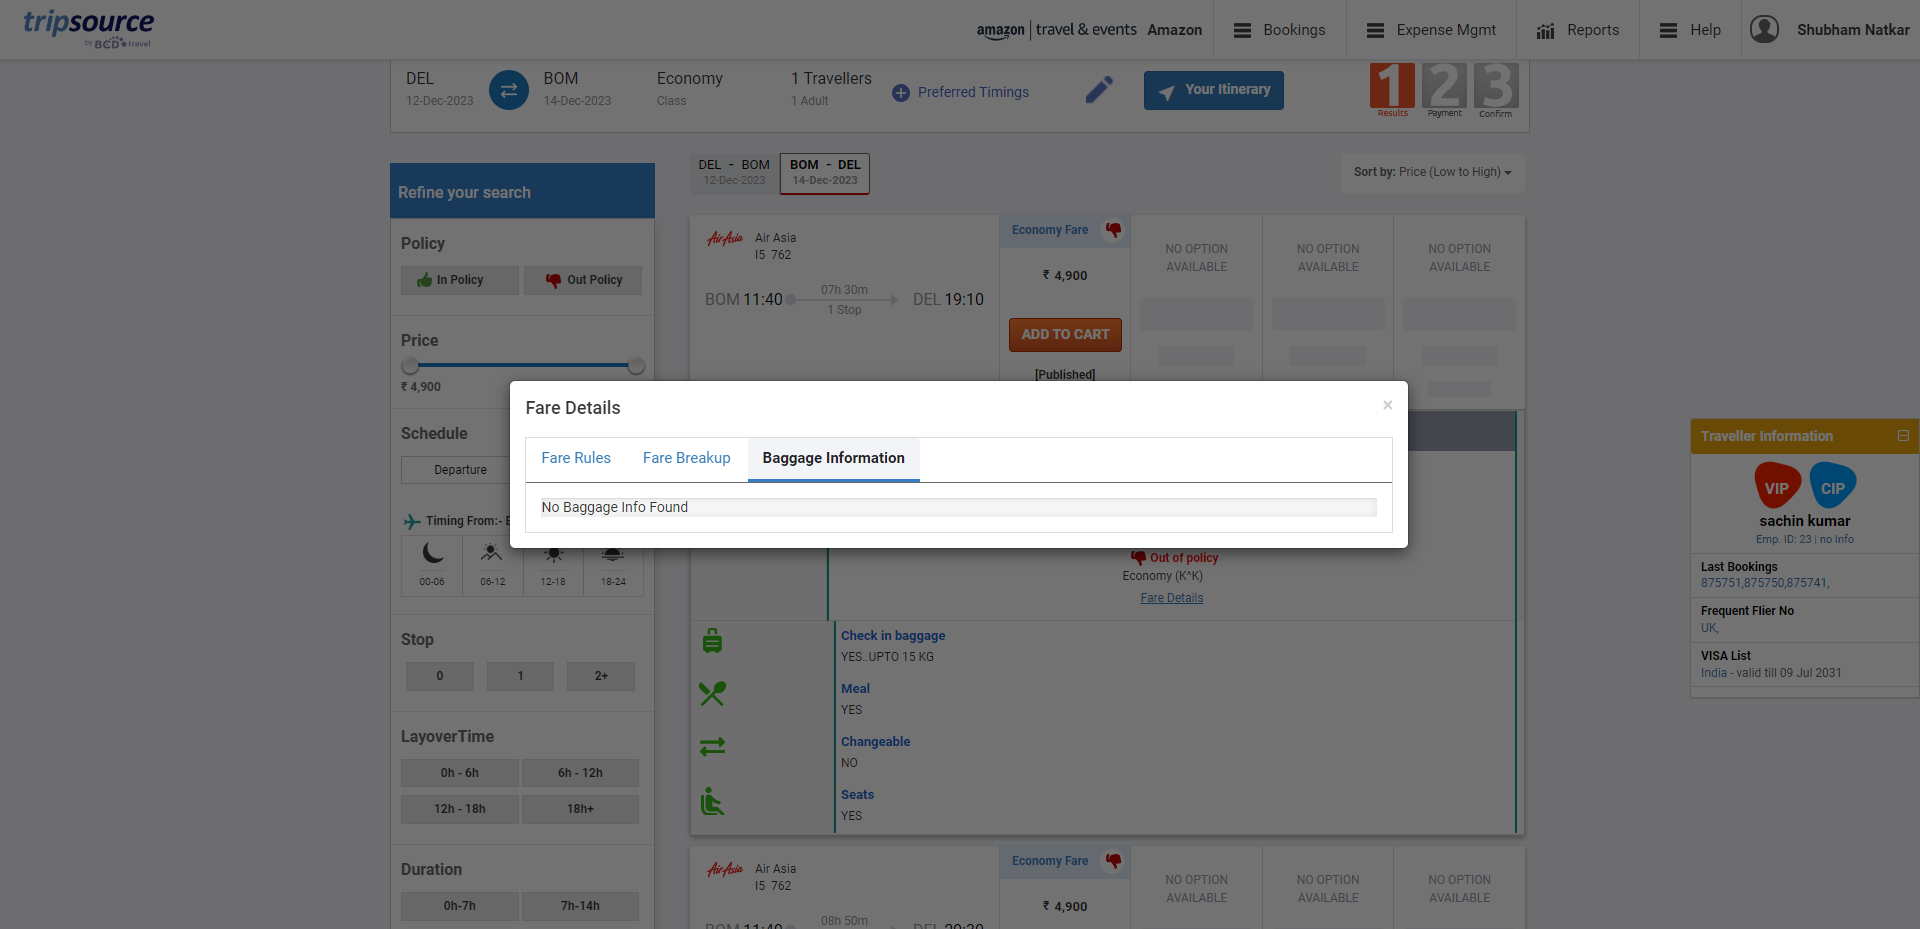 tripsource
by BCD travel
amazon | travel & events Amazon
Bookings
Expense Mgmt
Reports
Help
Shubham Natkar
DEL
12-Dec-2023
BOM
14-Dec-2023
Economy
Class
1 Travellers
1 Adult
Preferred Timings
Your Itinerary
1 2 3
Results Payment Confirm
Refine your search
Policy
In Policy
Out Policy
Price
₹ 4,900
Schedule
Departure
Timing From:-
00-06 06-12 12-18 18-24
Stop
0 1 2+
LayoverTime
0h - 6h 6h - 12h
12h - 18h 18h+
Duration
0h-7h 7h-14h
DEL - BOM
12-Dec-2023
BOM - DEL
14-Dec-2023
Sort by: Price (Low to High)
AirAsia
Air Asia
I5 762
BOM 11:40
07h 30m
1 Stop
DEL 19:10
Economy Fare
₹ 4,900
ADD TO CART
[Published]
NO OPTION
AVAILABLE
NO OPTION
AVAILABLE
NO OPTION
AVAILABLE
Fare Details
×
Fare Rules
Fare Breakup
Baggage Information
No Baggage Info Found
Out of policy
Economy (K^K)
Fare Details
Check in baggage
YES..UPTO 15 KG
Meal
YES
Changeable
NO
Seats
YES
AirAsia
Air Asia
I5 762
BOM 11:40
08h 50m
Economy Fare
₹ 4,900
NO OPTION
AVAILABLE
NO OPTION
AVAILABLE
NO OPTION
AVAILABLE
Traveller Information
VIP CIP
sachin kumar
Emp. ID: 23 | no Info
Last Bookings
875751,875750,875741,
Frequent Flier No
UK,
VISA List
India - valid till 09 Jul 2031